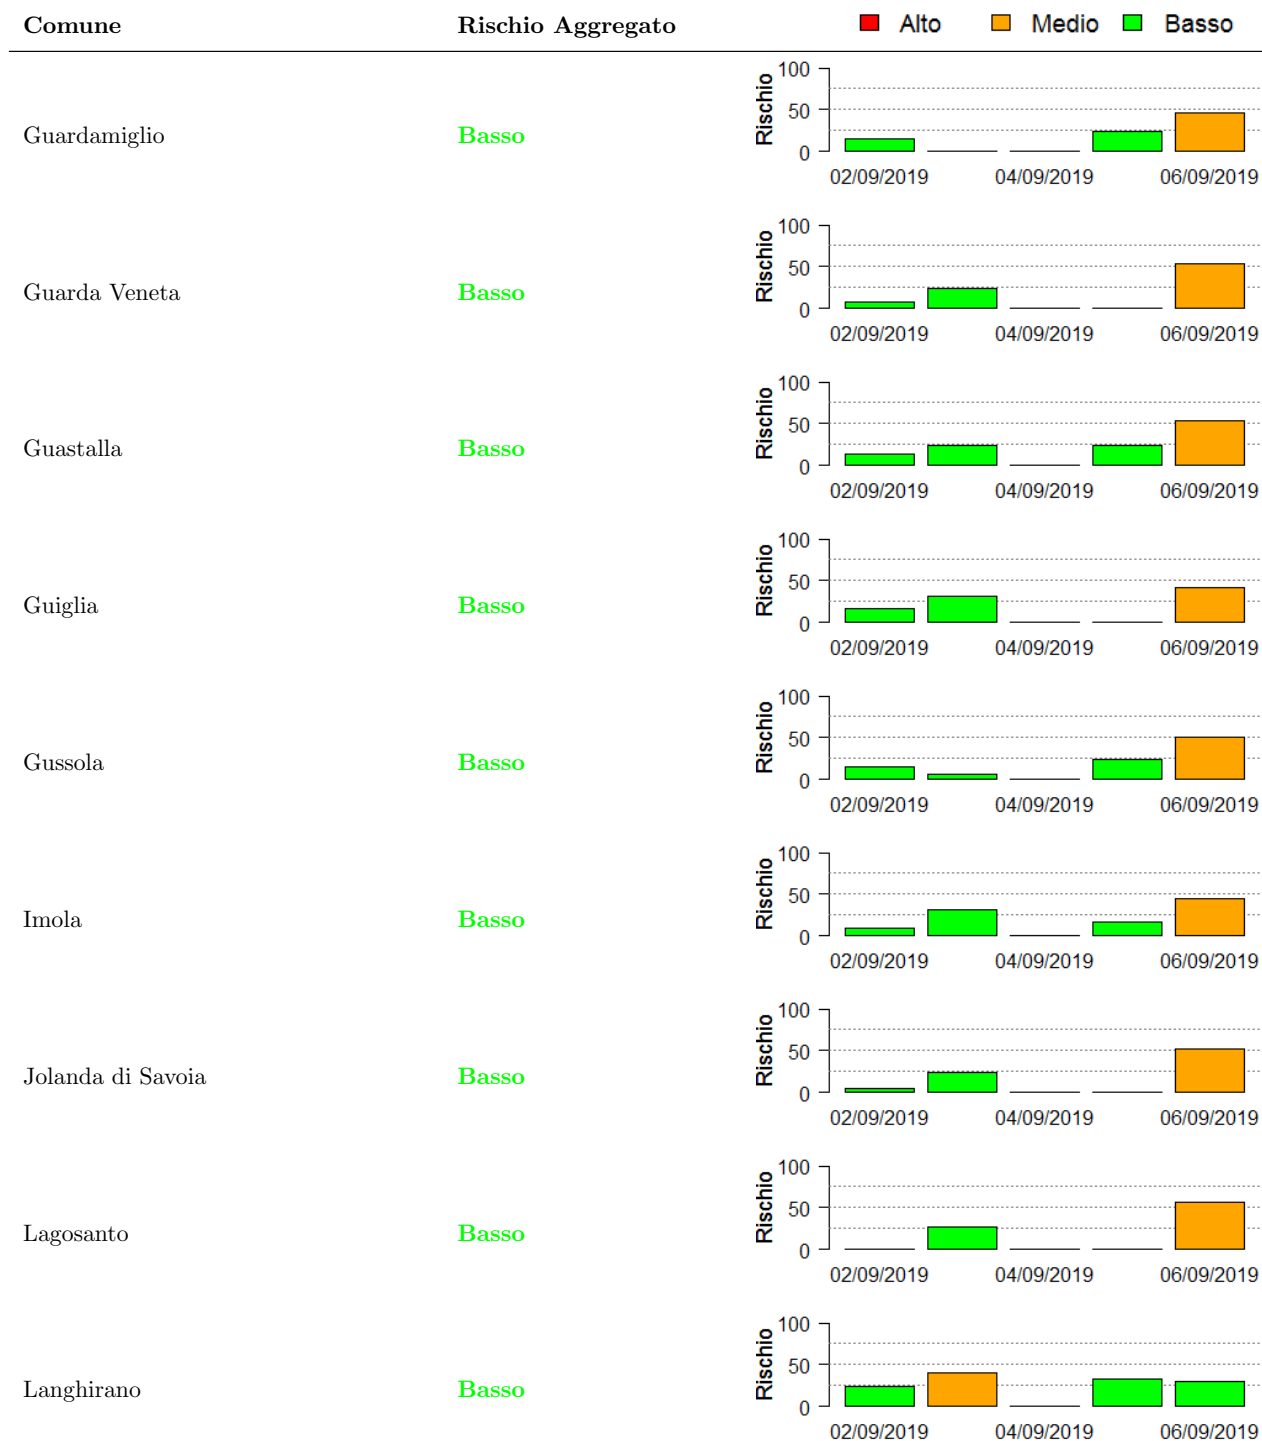 Comune Rischio Aggregato Alto Medio Basso
Guardamiglio Basso Rischio 100 50 0
02/09/2019 04/09/2019 06/09/2019
Guarda Veneta Basso Rischio 100 50 0
02/09/2019 04/09/2019 06/09/2019
Guastalla Basso Rischio 100 50 0
02/09/2019 04/09/2019 06/09/2019
Guiglia Basso Rischio 100 50 0
02/09/2019 04/09/2019 06/09/2019
Gussola Basso Rischio 100 50 0
02/09/2019 04/09/2019 06/09/2019
Imola Basso Rischio 100 50 0
02/09/2019 04/09/2019 06/09/2019
Jolanda di Savoia Basso Rischio 100 50 0
02/09/2019 04/09/2019 06/09/2019
Lagosanto Basso Rischio 100 50 0
02/09/2019 04/09/2019 06/09/2019
Langhirano Basso Rischio 100 50 0
02/09/2019 04/09/2019 06/09/2019